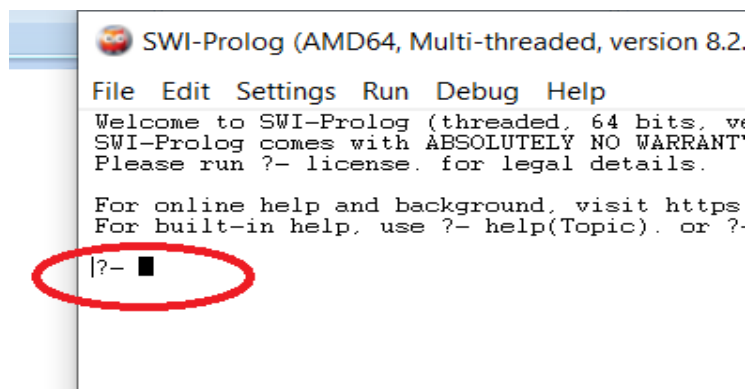 SWI-Prolog (AMD64, Multi-threaded, version 8.2.
File Edit Settings Run Debug Help
Welcome to SWI-Prolog (threaded, 64 bits, ve
SWI-Prolog comes with ABSOLUTELY NO WARRANTY
Please run ?- license. for legal details.
For online help and background, visit https
For built-in help, use ?- help(Topic). or ?-
?-